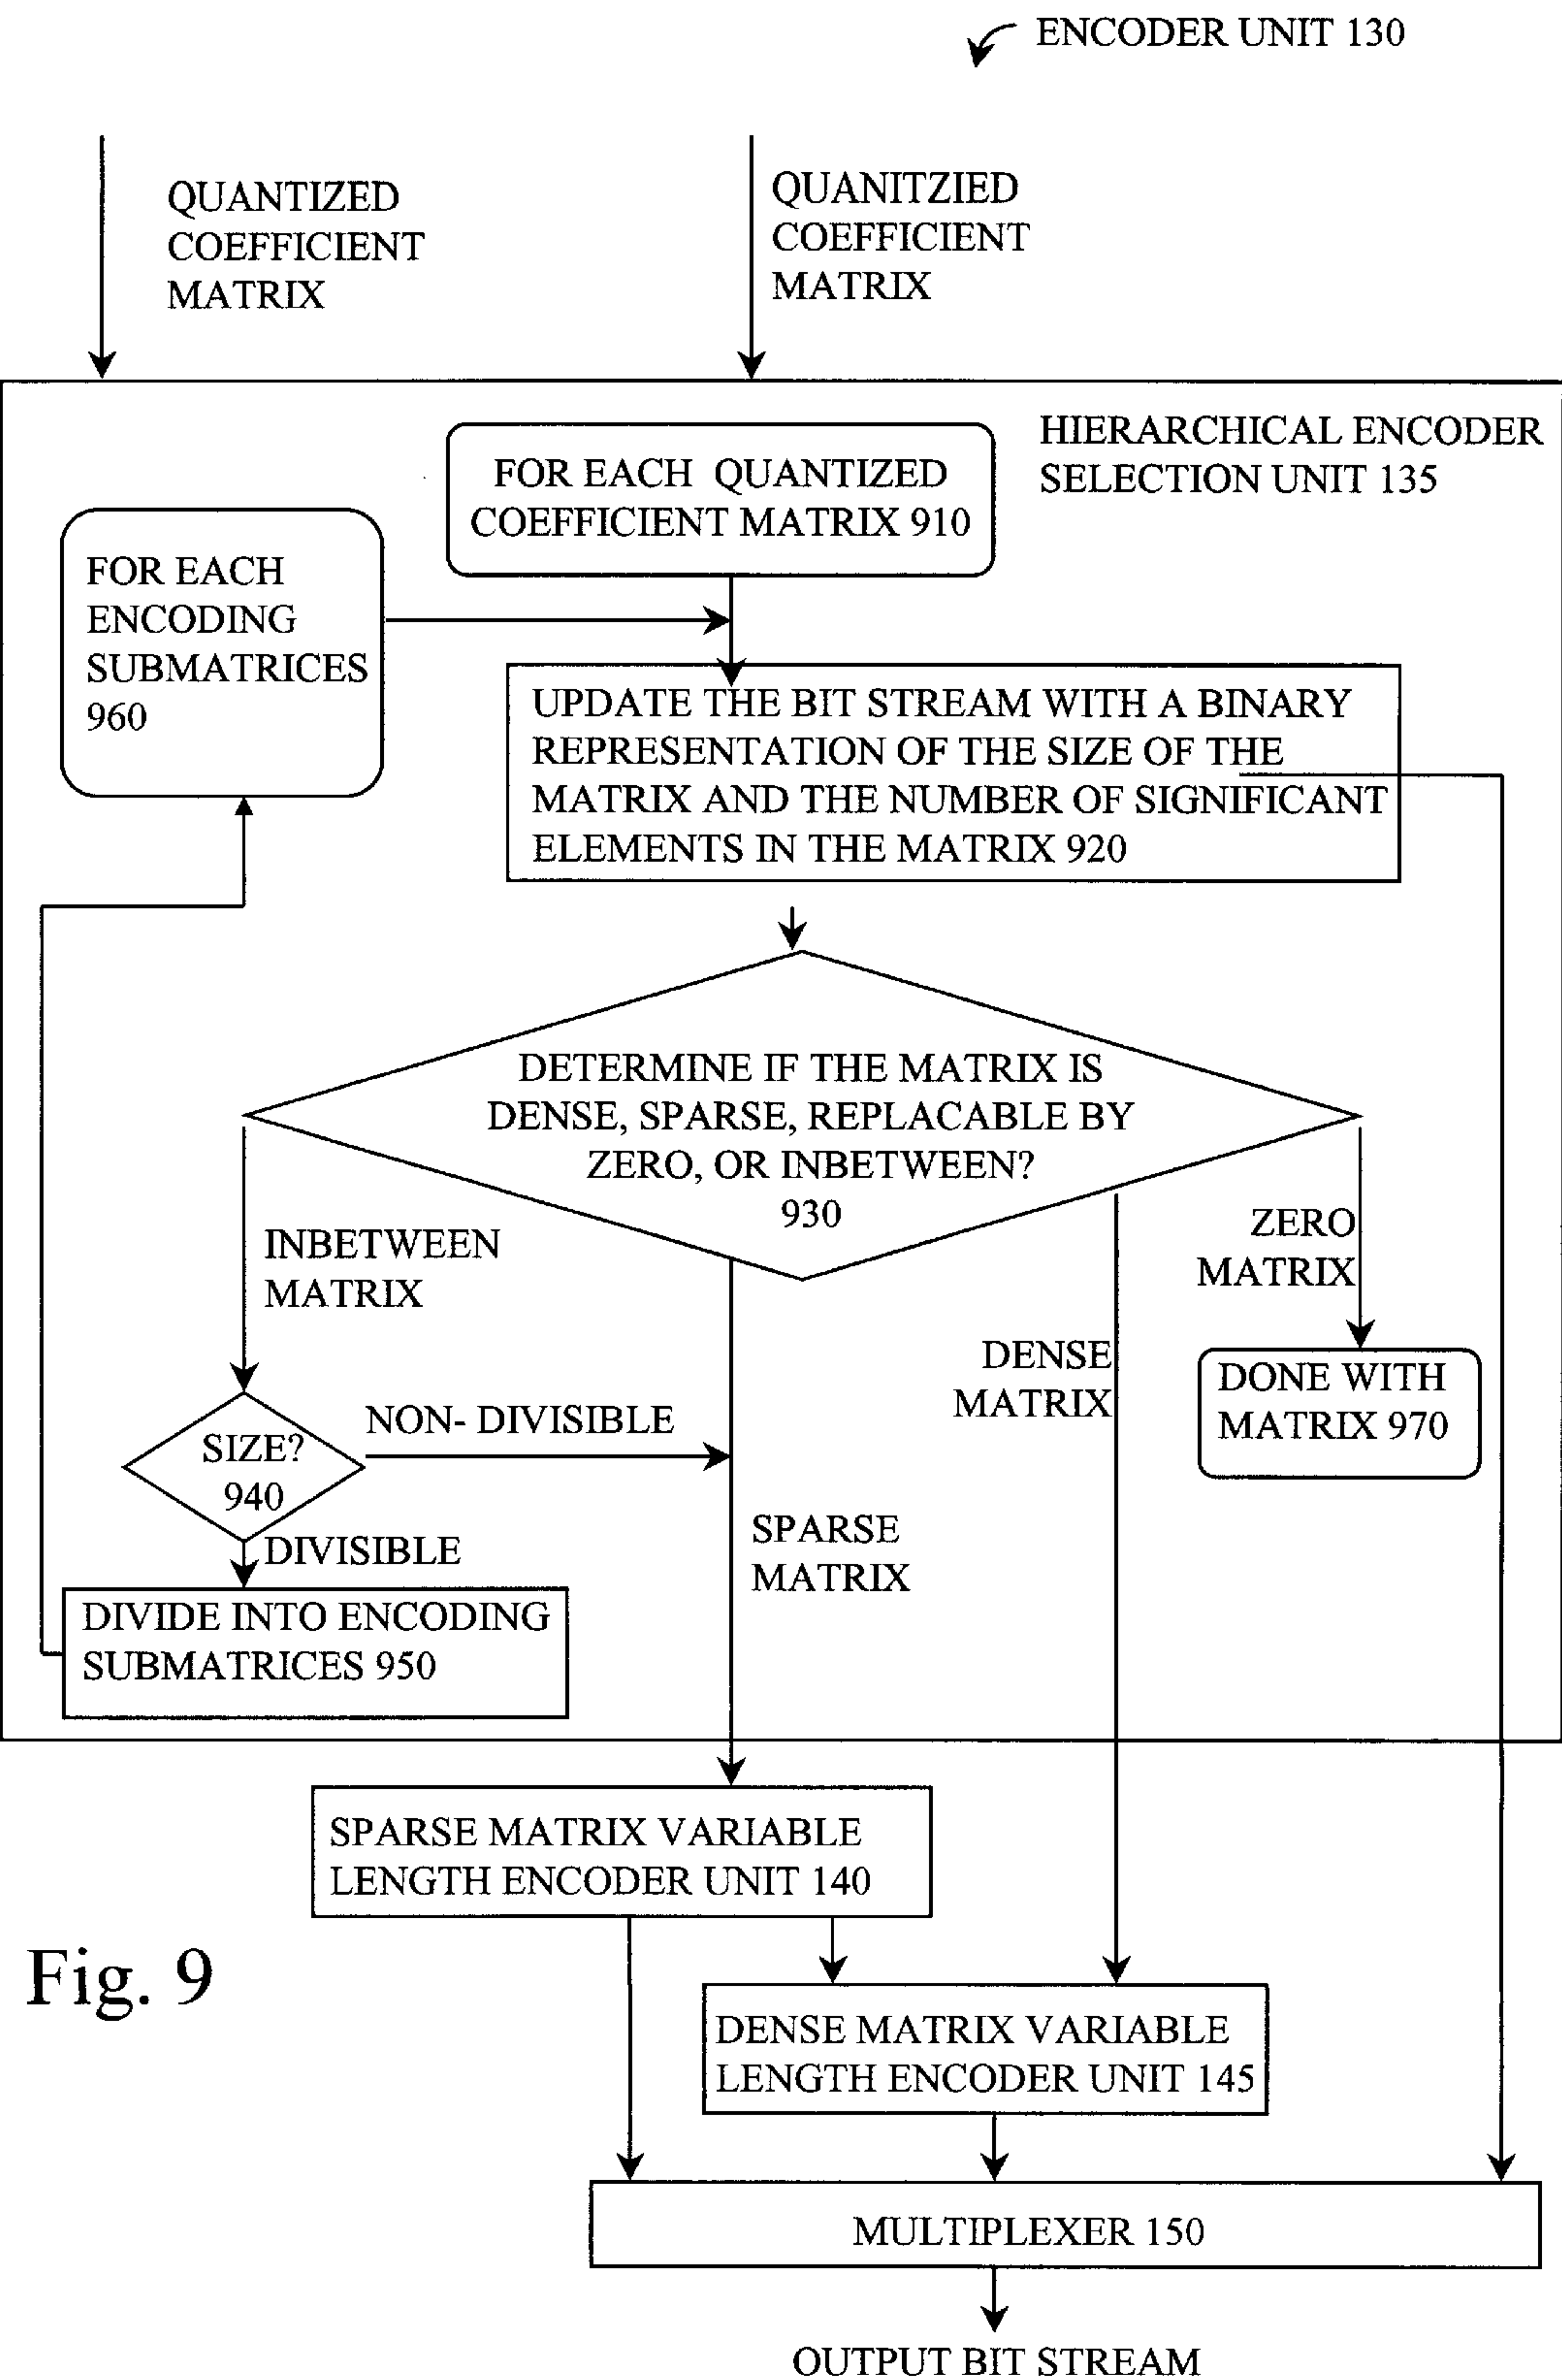 ENCODER UNIT 130
QUANTIZED
COEFFICIENT
MATRIX
QUANITZIED
COEFFICIENT
MATRIX
HIERARCHICAL ENCODER
SELECTION UNIT 135
FOR EACH QUANTIZED
COEFFICIENT MATRIX 910
FOR EACH
ENCODING
SUBMATRICES
960
UPDATE THE BIT STREAM WITH A BINARY
REPRESENTATION OF THE SIZE OF THE
MATRIX AND THE NUMBER OF SIGNIFICANT
ELEMENTS IN THE MATRIX 920
DETERMINE IF THE MATRIX IS
DENSE, SPARSE, REPLACABLE BY
ZERO, OR INBETWEEN?
930
INBETWEEN
MATRIX
ZERO
MATRIX
DENSE
MATRIX
DONE WITH
MATRIX 970
NON- DIVISIBLE
SIZE?
940
DIVISIBLE
SPARSE
MATRIX
DIVIDE INTO ENCODING
SUBMATRICES 950
SPARSE MATRIX VARIABLE
LENGTH ENCODER UNIT 140
Fig. 9
DENSE MATRIX VARIABLE
LENGTH ENCODER UNIT 145
MULTIPLEXER 150
OUTPUT BIT STREAM